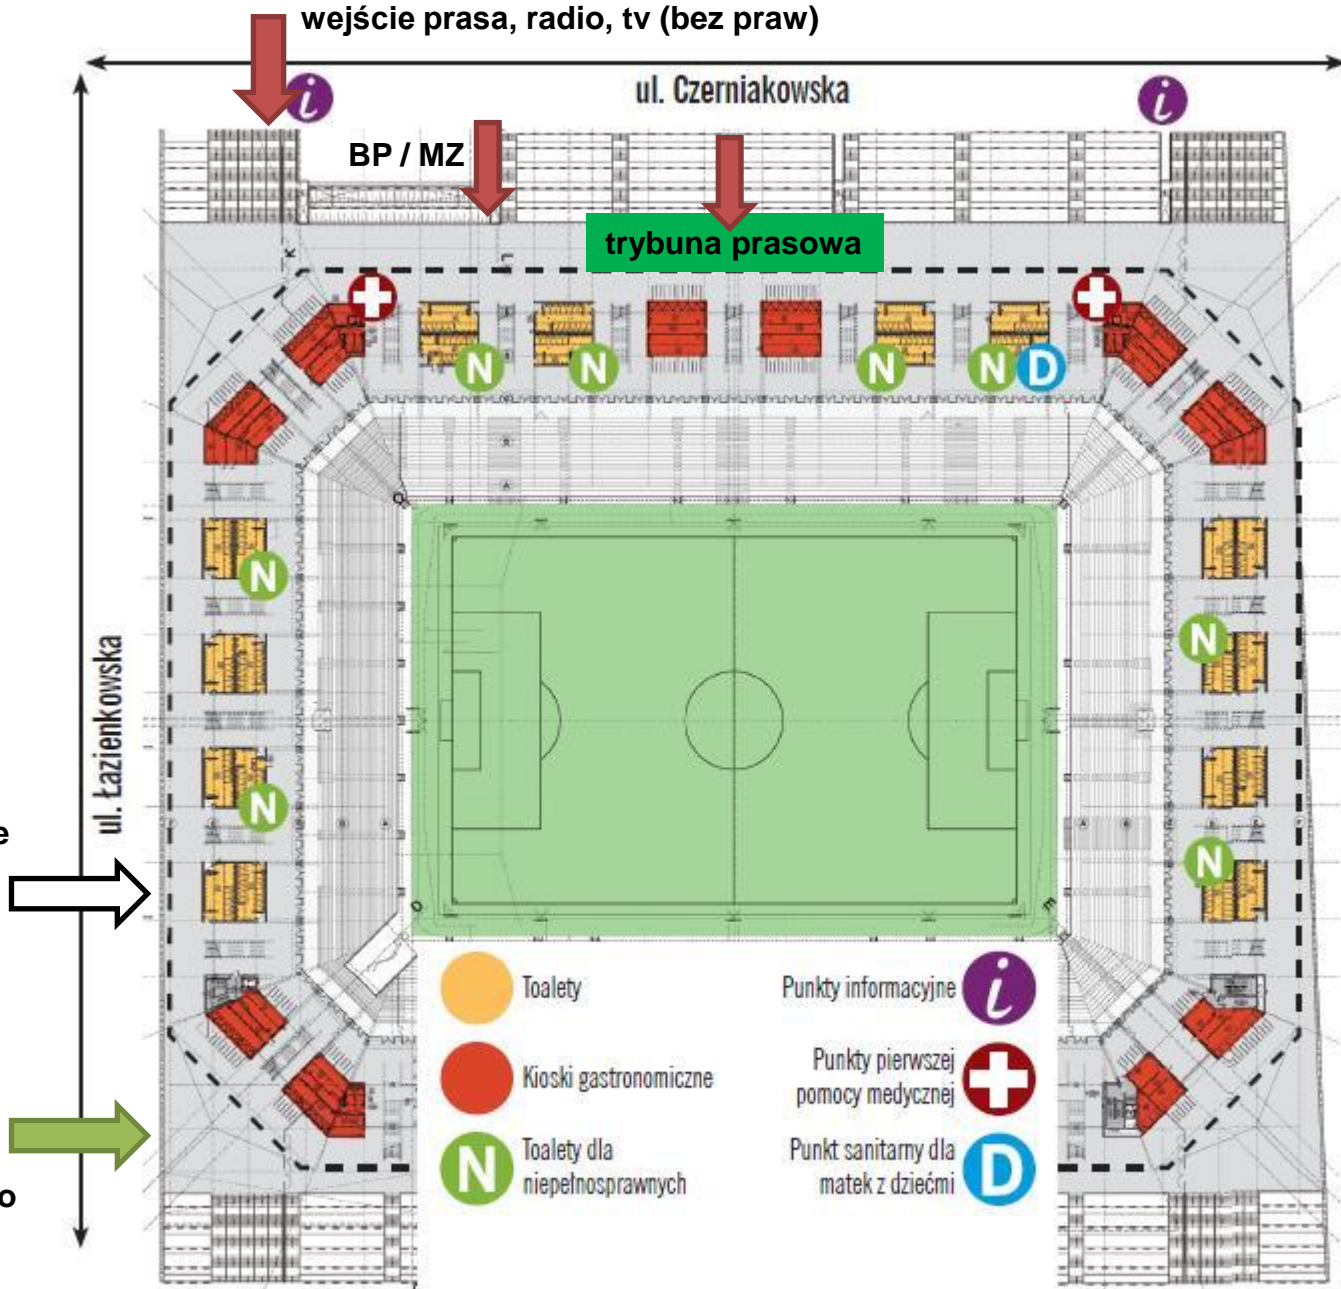 wejście prasa, radio, tv (bez praw)
ul. Czerniakowska
i
i
BP / MZ
trybuna prasowa
K
L
N
N
N
N
D
N
N
N
N
ul. Łazienkowska
e
o
Toalety
Punkty informacyjne
i
Kioski gastronomiczne
Punkty pierwszej
pomocy medycznej
N
Toalety dla
niepełnosprawnych
Punkt sanitarny dla
matek z dziećmi
D